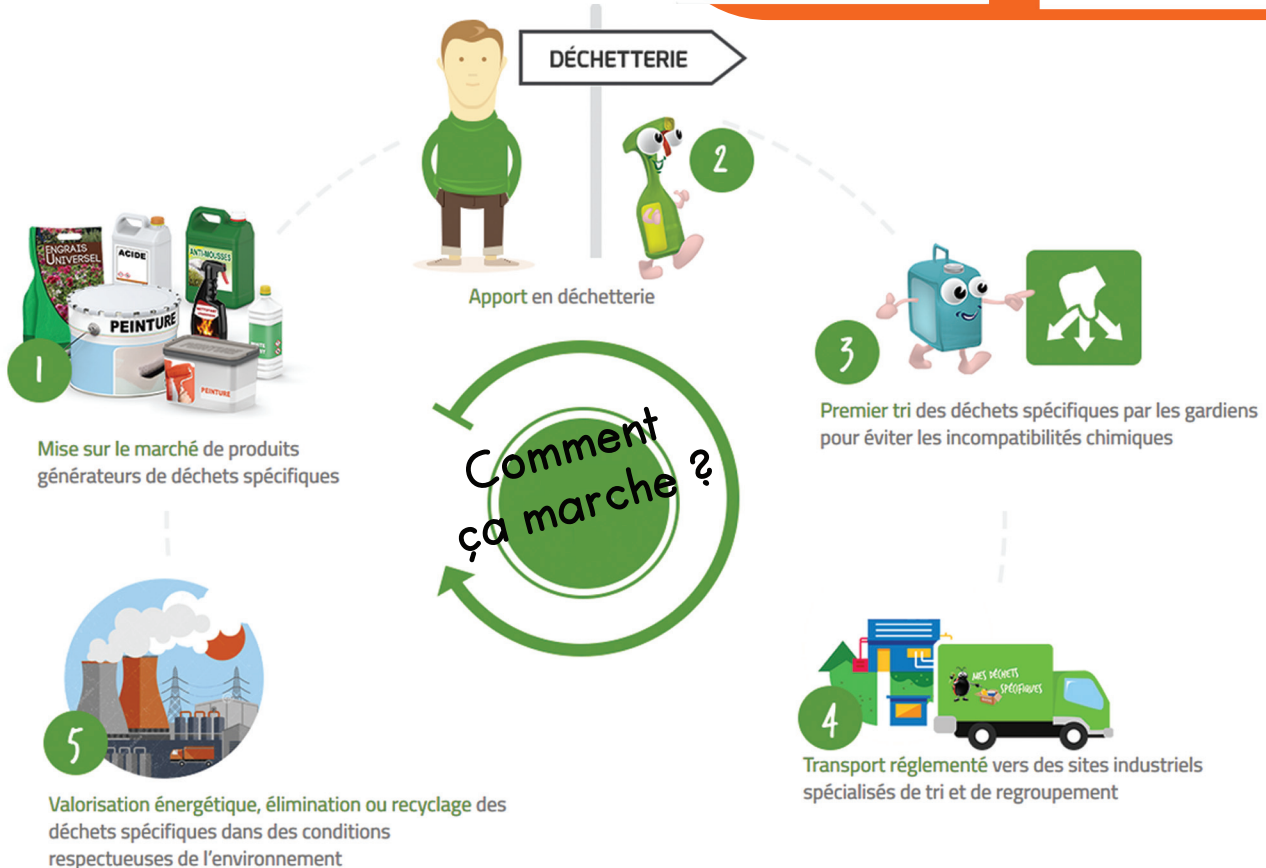 DÉCHETTERIE
2
Apport en déchetterie
ENGRAIS
UNIVERSEL
ACIDE
ANTI-MOUSSES
PEINTURE
PEINTURE
1
Mise sur le marché de produits
générateurs de déchets spécifiques
3
Premier tri des déchets spécifiques par les gardiens
pour éviter les incompatibilités chimiques
Comment
ça marche ?
MES DÉCHETS
SPÉCIFIQUES
4
Transport réglementé vers des sites industriels
spécialisés de tri et de regroupement
5
Valorisation énergétique, élimination ou recyclage des
déchets spécifiques dans des conditions
respectueuses de l'environnement